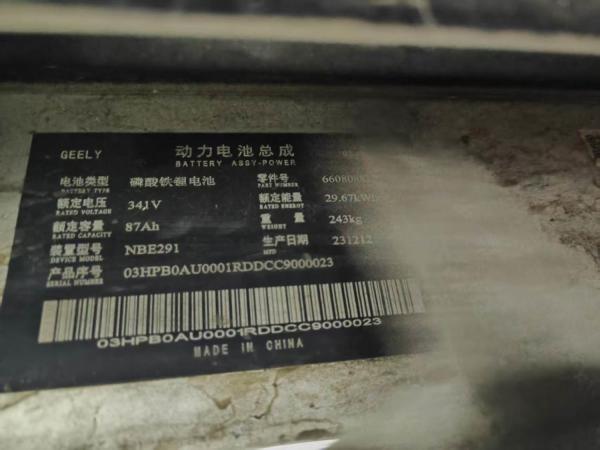 GEELY 动力电池总成
BATTERY ASSY-POWER
电池类型 磷酸铁锂电池 零件号
BATTERY TYPE PART NUMBER
额定电压 341V 额定能量 29.67kWh
RATED VOLTAGE RATED ENERGY
额定容量 87Ah 重量 243kg
RATED CAPACITY WEIGHT
装置型号 NBE291 生产日期 231212
DEVICE MODEL MFD
产品序号 03HPB0AU0001RDDCC9000023
SERIAL NUMBER
03HPB0AU0001RDDCC9000023
MADE IN CHINA